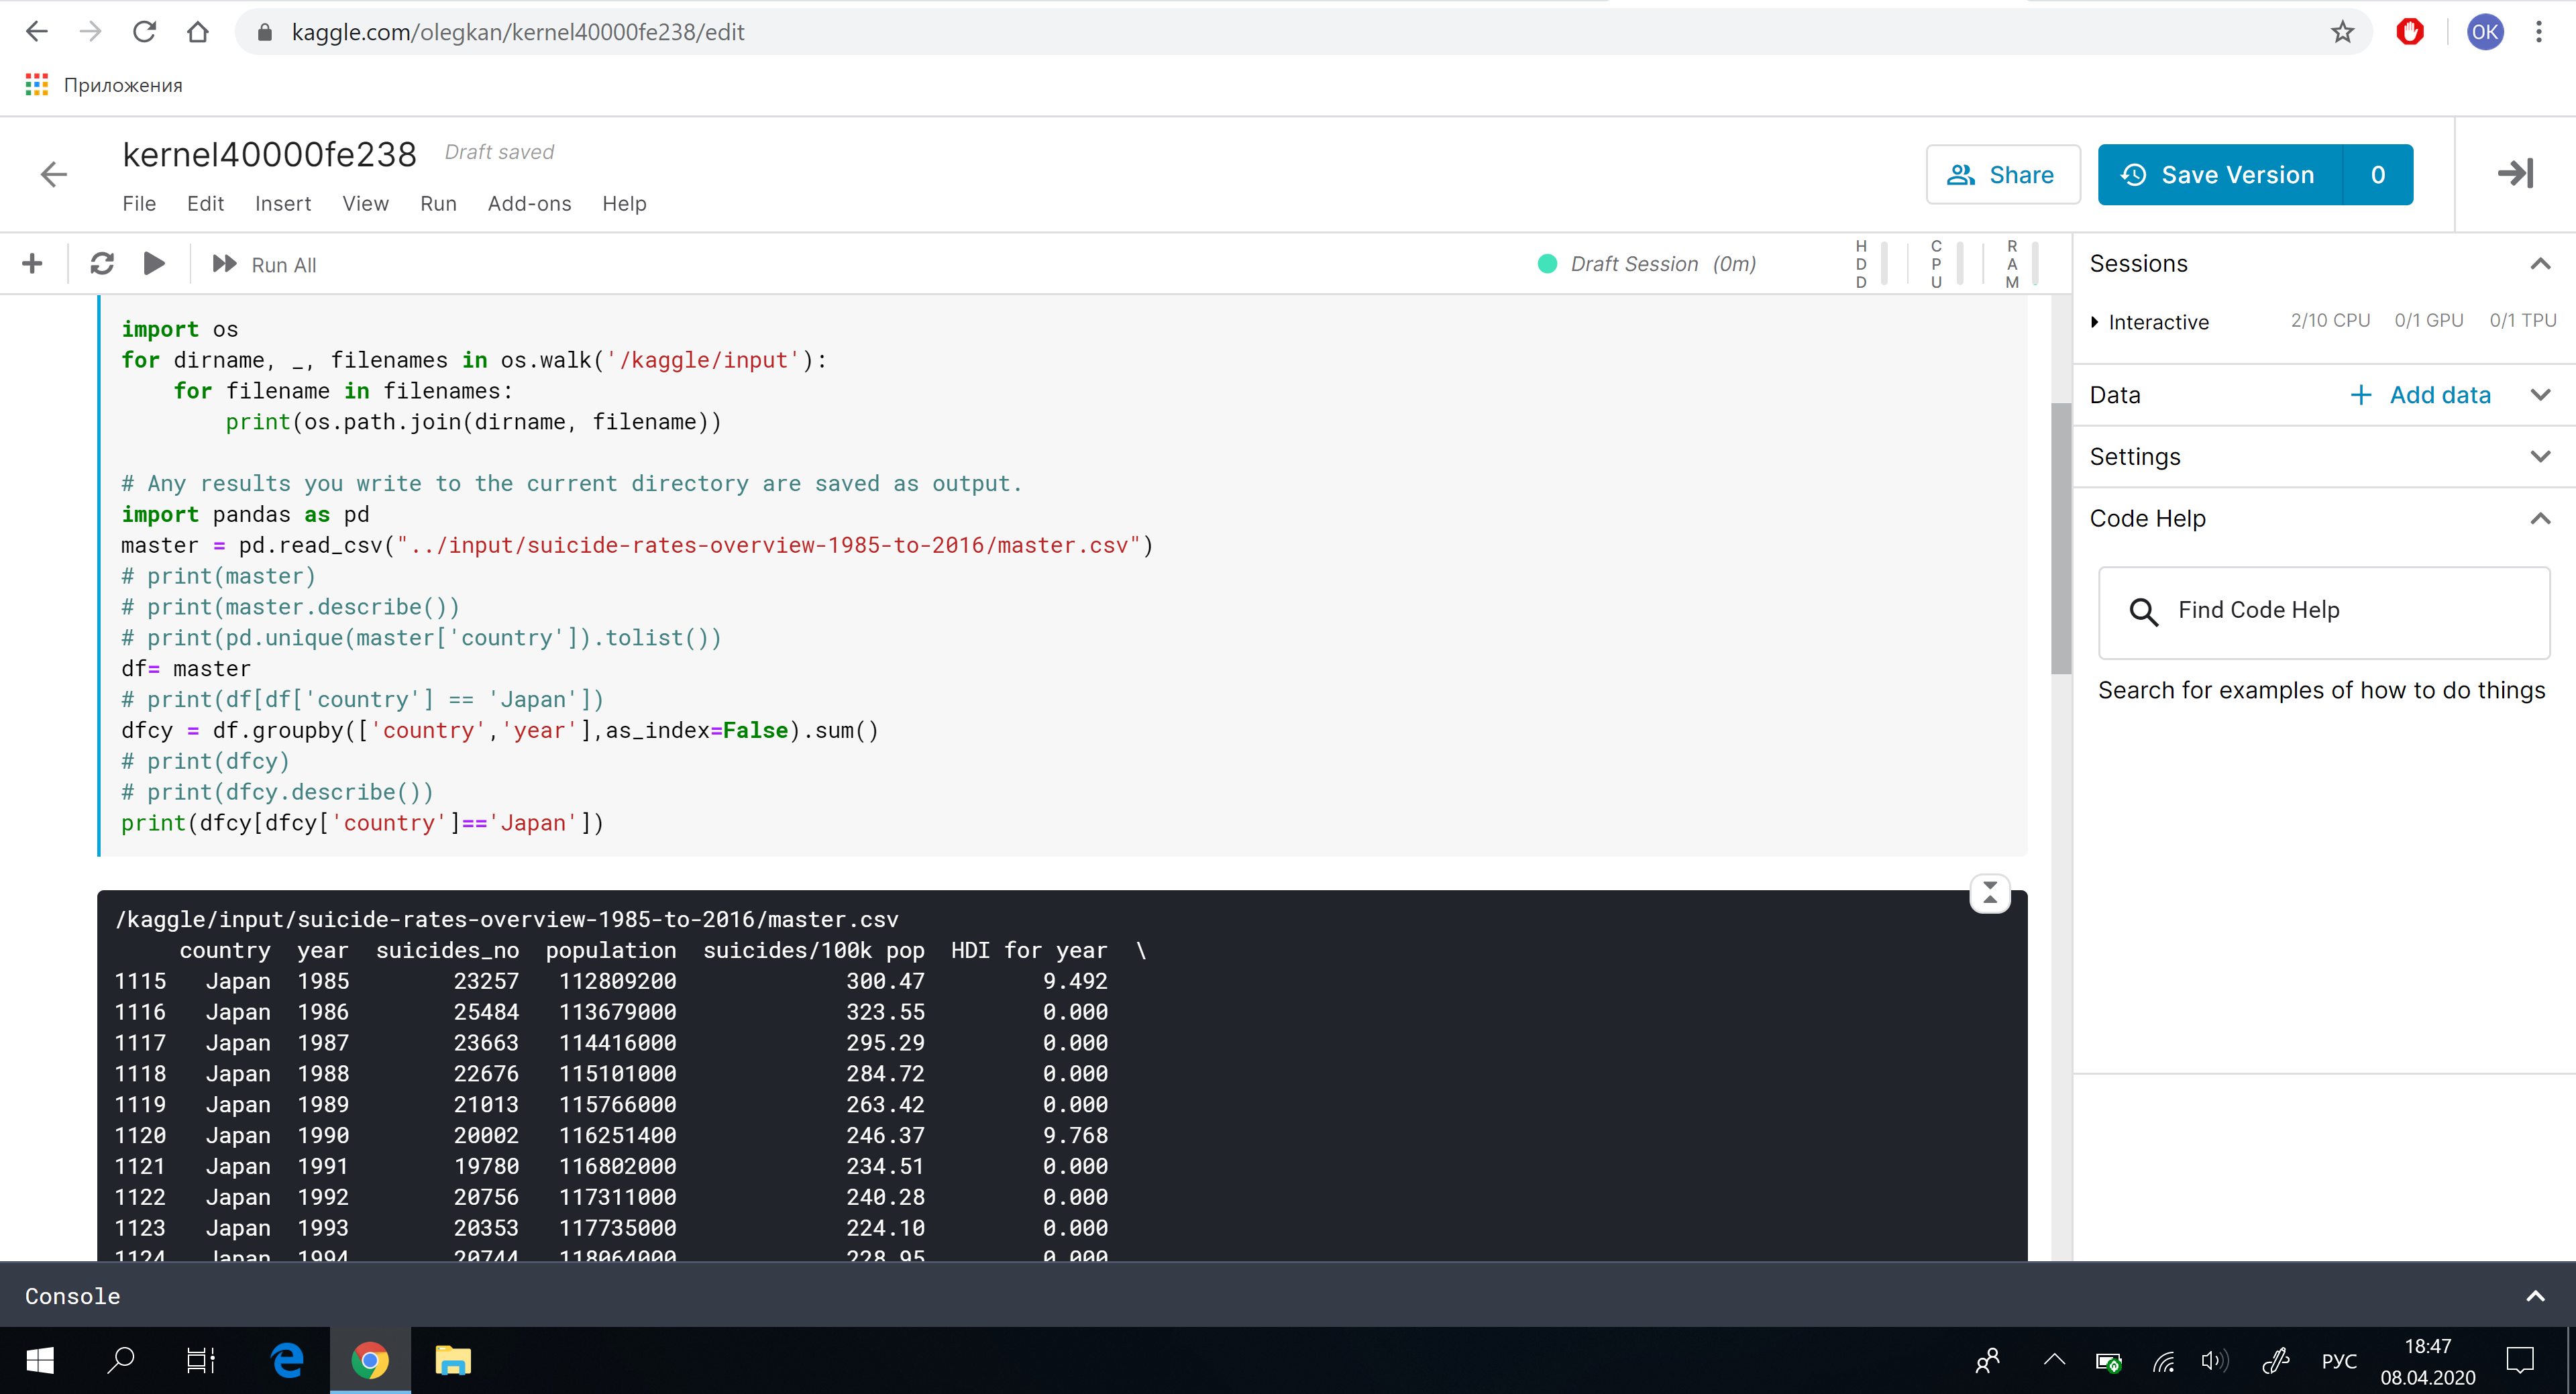 kaggle.com/olegkan/kernel40000fe238/edit
OK
Приложения
kernel40000fe238 Draft saved
File Edit Insert View Run Add-ons Help
Share
Save Version 0
Run All
Draft Session (0m)
HDD CPU RAM
import os
for dirname, _, filenames in os.walk('/kaggle/input'):
    for filename in filenames:
        print(os.path.join(dirname, filename))
# Any results you write to the current directory are saved as output.
import pandas as pd
master = pd.read_csv("../input/suicide-rates-overview-1985-to-2016/master.csv")
# print(master)
# print(master.describe())
# print(pd.unique(master['country']).tolist())
df= master
# print(df[df['country'] == 'Japan'])
dfcy = df.groupby(['country','year'],as_index=False).sum()
# print(dfcy)
# print(dfcy.describe())
print(dfcy[dfcy['country']=='Japan'])
/kaggle/input/suicide-rates-overview-1985-to-2016/master.csv
country year suicides_no population suicides/100k pop HDI for year \
1115 Japan 1985 23257 112809200 300.47 9.492
1116 Japan 1986 25484 113679000 323.55 0.000
1117 Japan 1987 23663 114416000 295.29 0.000
1118 Japan 1988 22676 115101000 284.72 0.000
1119 Japan 1989 21013 115766000 263.42 0.000
1120 Japan 1990 20002 116251400 246.37 9.768
1121 Japan 1991 19780 116802000 234.51 0.000
1122 Japan 1992 20756 117311000 240.28 0.000
1123 Japan 1993 20353 117735000 224.10 0.000
1124 Japan 1994 20744 118064000 228.95 0.000
Sessions
Interactive 2/10 CPU 0/1 GPU 0/1 TPU
Data + Add data
Settings
Code Help
Find Code Help
Search for examples of how to do things
Console
РУС
18:47
08.04.2020